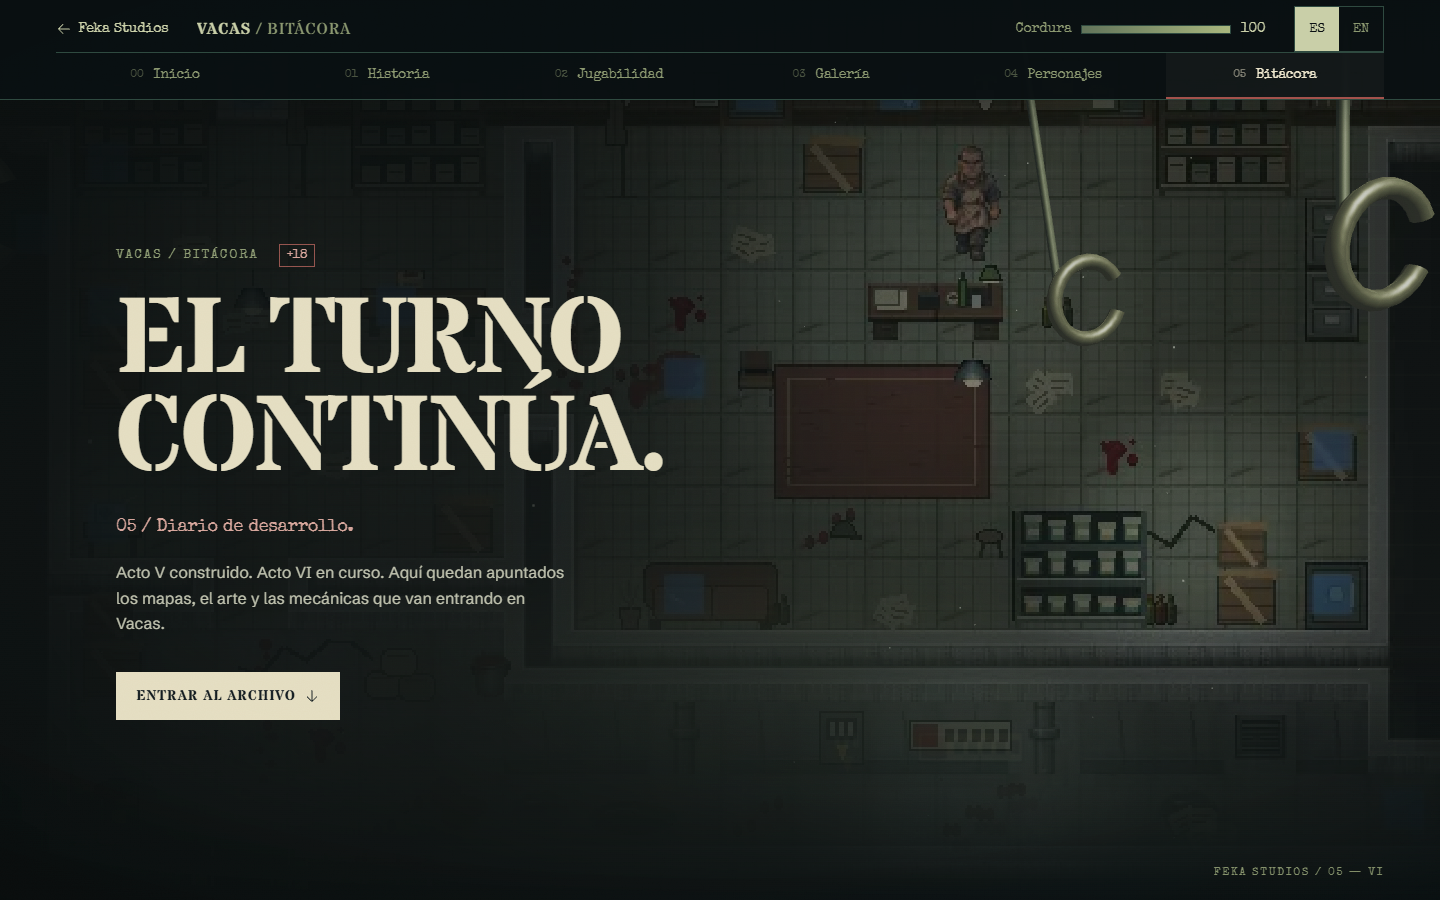 ← Feka Studios VACAS / BITÁCORA Cordura 100 ES EN
00 Inicio 01 Historia 02 Jugabilidad 03 Galería 04 Personajes 05 Bitácora
VACAS / BITÁCORA +18
EL TURNO
CONTINÚA.
05 / Diario de desarrollo.
Acto V construido. Acto VI en curso. Aquí quedan apuntados
los mapas, el arte y las mecánicas que van entrando en
Vacas.
ENTRAR AL ARCHIVO ↓
FEKA STUDIOS / 05 — VI